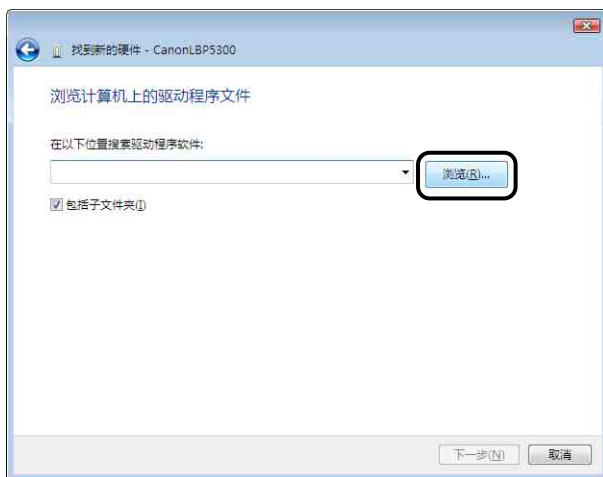 找到新的硬件 - CanonLBP5300
浏览计算机上的驱动程序文件
在以下位置搜索驱动程序软件:
浏览(R)...
包括子文件夹(I)
下一步(N)
取消